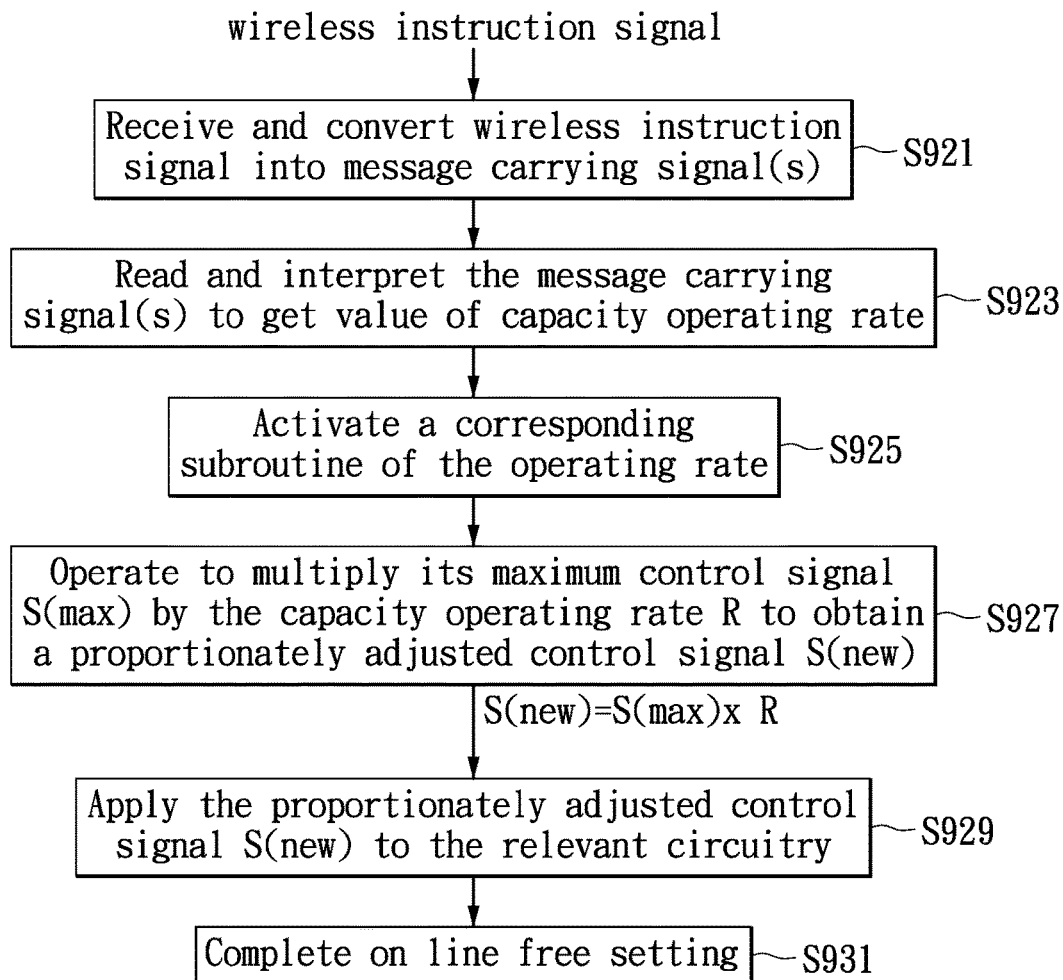 wireless instruction signal
Receive and convert wireless instruction
signal into message carrying signal(s)
S921
Read and interpret the message carrying
signal(s) to get value of capacity operating rate
S923
Activate a corresponding
subroutine of the operating rate
S925
Operate to multiply its maximum control signal
S(max) by the capacity operating rate R to obtain
a proportionately adjusted control signal S(new)
S927
S(new)=S(max)x R
Apply the proportionately adjusted control
signal S(new) to the relevant circuitry
S929
Complete on line free setting
S931